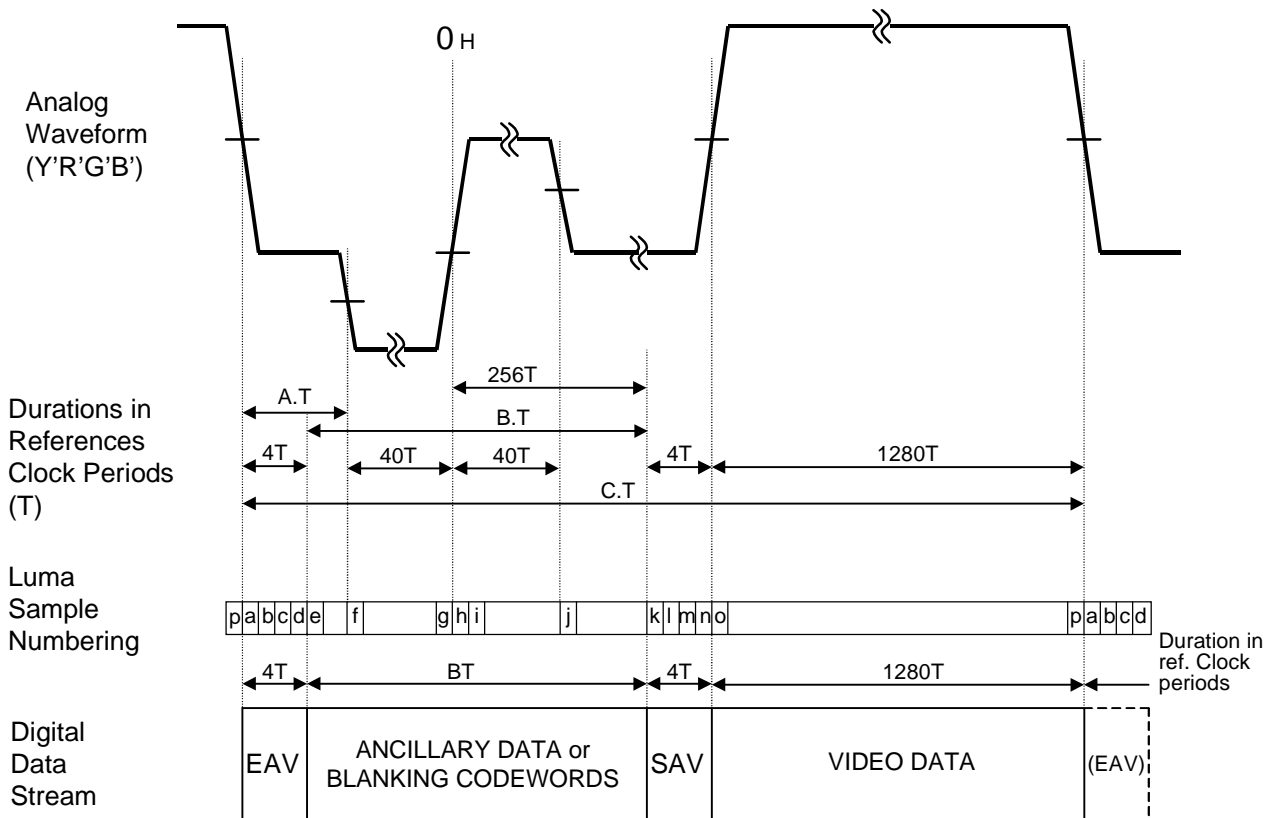 0 H
Analog
Waveform
(Y'R'G'B')
256T
A.T
B.T
Durations in
References
Clock Periods
(T)
4T 40T 40T 4T 1280T
C.T
Luma
Sample
Numbering
p a b c d e f g h i j k l m n o p a b c d
Duration in
ref. Clock
periods
4T BT 4T 1280T
Digital
Data
Stream
EAV
ANCILLARY DATA or
BLANKING CODEWORDS
SAV
VIDEO DATA
(EAV)